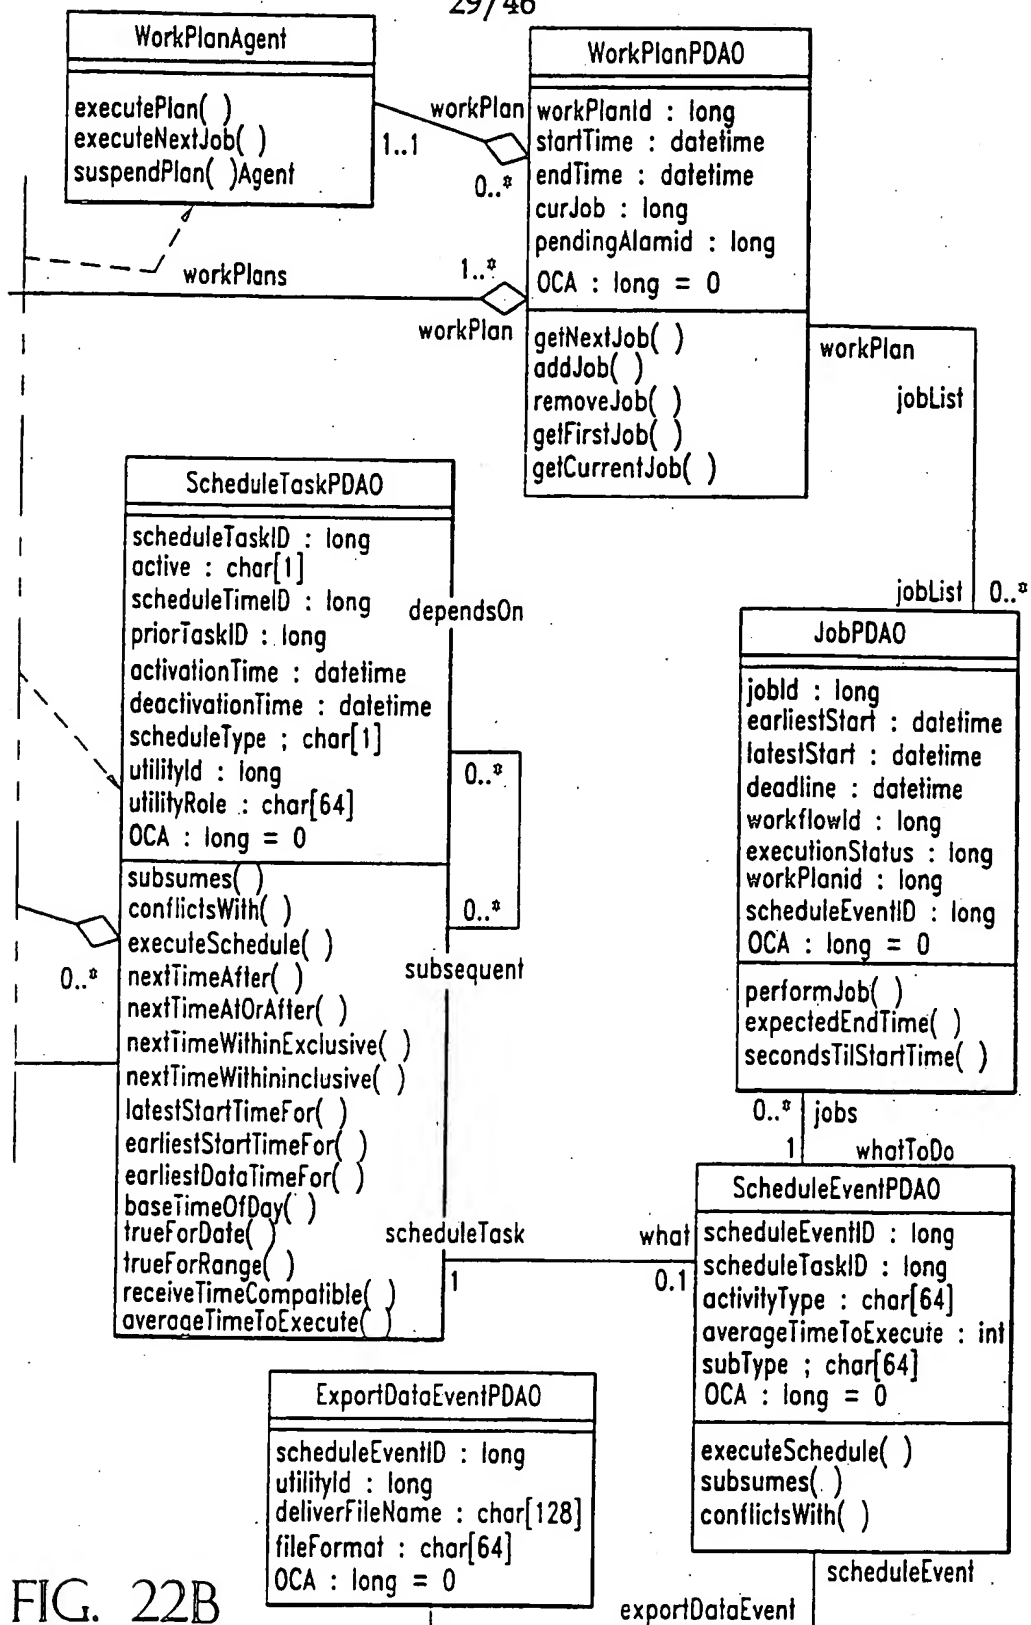 29/46
WorkPlanAgent
executePlan( )
executeNextJob( )
suspendPlan( )Agent
workPlan
1..1
0..*
WorkPlanPDAO
workPlanId : long
startTime : datetime
endTime : datetime
curJob : long
pendingAlamid : long
OCA : long = 0
getNextJob( )
addJob( )
removeJob( )
getFirstJob( )
getCurrentJob( )
workPlans
1..*
workPlan
workPlan
jobList
jobList 0..*
ScheduleTaskPDAO
scheduleTaskID : long
active : char[1]
scheduleTimeID : long
priorTaskID : long
activationTime : datetime
deactivationTime : datetime
scheduleType ; char[1]
utilityId : long
utilityRole : char[64]
OCA : long = 0
subsumes( )
conflictsWith( )
executeSchedule( )
nextTimeAfter( )
nextTimeAtOrAfter( )
nextTimeWithinExclusive( )
nextTimeWithininclusive( )
latestStartTimeFor( )
earliestStartTimeFor( )
earliestDataTimeFor( )
baseTimeOfDay( )
trueForDate( )
trueForRange( )
receiveTimeCompatible( )
averageTimeToExecute( )
dependsOn
0..*
0..*
subsequent
0..*
JobPDAO
jobId : long
earliestStart : datetime
latestStart : datetime
deadline : datetime
workflowId : long
executionStatus : long
workPlanid : long
scheduleEventID : long
OCA : long = 0
performJob( )
expectedEndTime( )
secondsTilStartTime( )
0..* jobs
1 whatToDo
scheduleTask
1
what
0.1
ScheduleEventPDAO
scheduleEventID : long
scheduleTaskID : long
activityType : char[64]
averageTimeToExecute : int
subType ; char[64]
OCA : long = 0
executeSchedule( )
subsumes( )
conflictsWith( )
ExportDataEventPDAO
scheduleEventID : long
utilityId : long
deliverFileName : char[128]
fileFormat : char[64]
OCA : long = 0
scheduleEvent
exportDataEvent
FIG. 22B